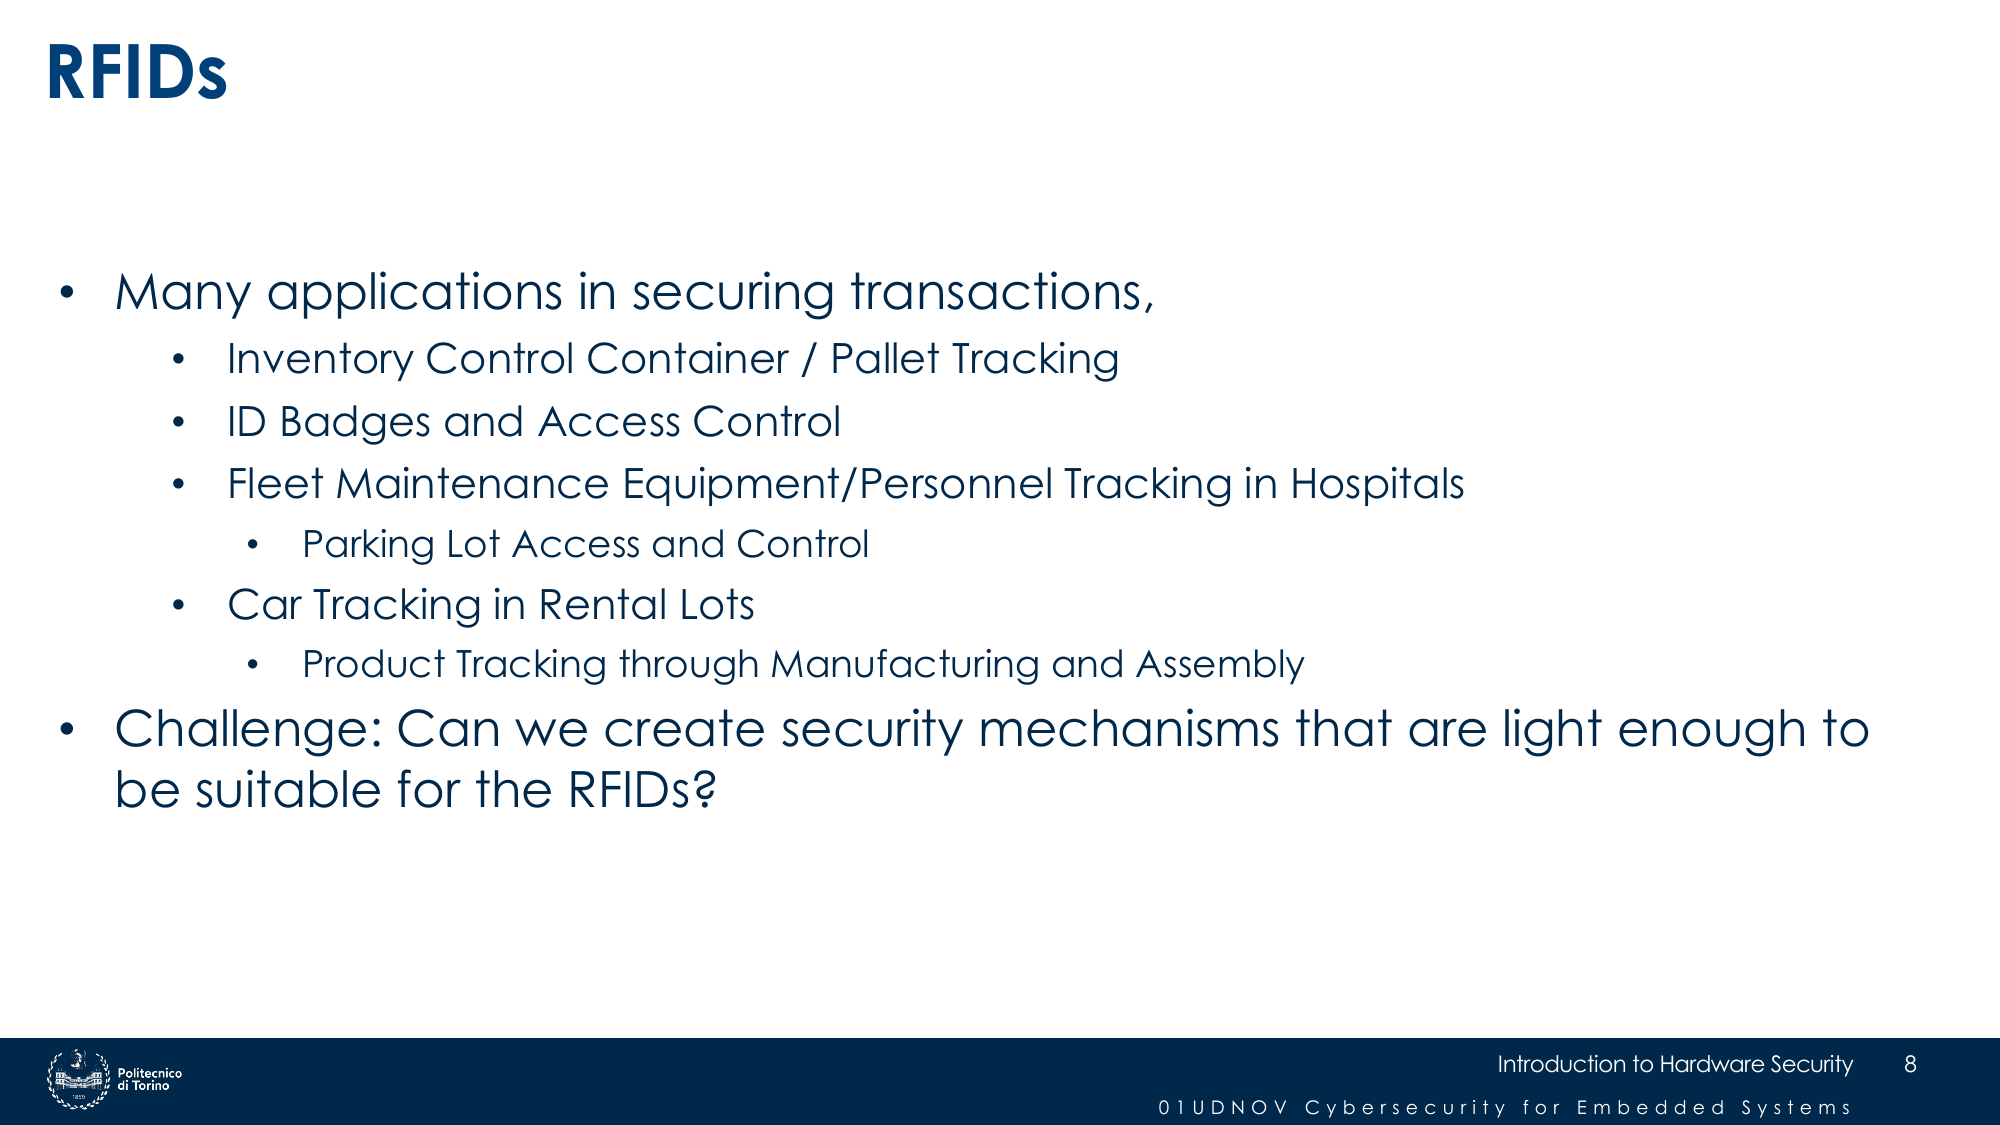 RFIDs
• Many applications in securing transactions,
• Inventory Control Container / Pallet Tracking
• ID Badges and Access Control
• Fleet Maintenance Equipment/Personnel Tracking in Hospitals
• Parking Lot Access and Control
• Car Tracking in Rental Lots
• Product Tracking through Manufacturing and Assembly
• Challenge: Can we create security mechanisms that are light enough to
be suitable for the RFIDs?
1859
Politecnico
di Torino
Introduction to Hardware Security 8
01UDNOV Cybersecurity for Embedded Systems